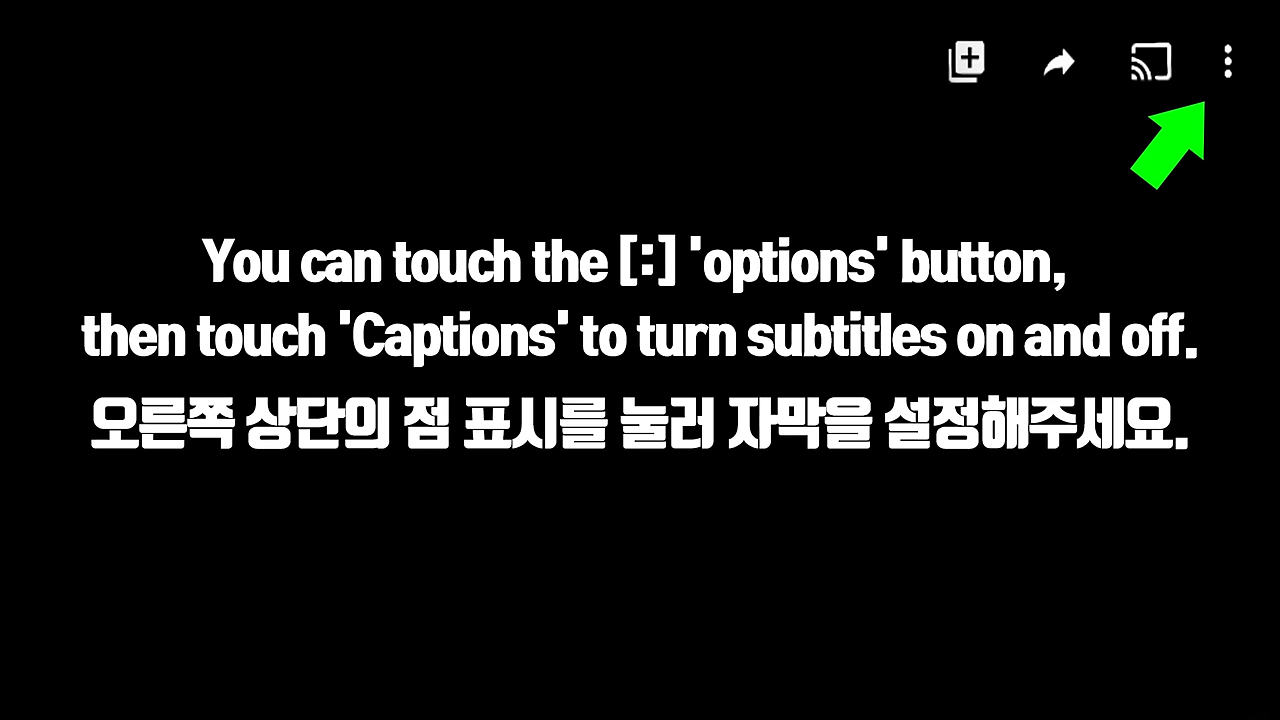 You can touch the [:] 'options' button,
then touch 'Captions' to turn subtitles on and off.
오른쪽 상단의 점 표시를 눌러 자막을 설정해주세요.